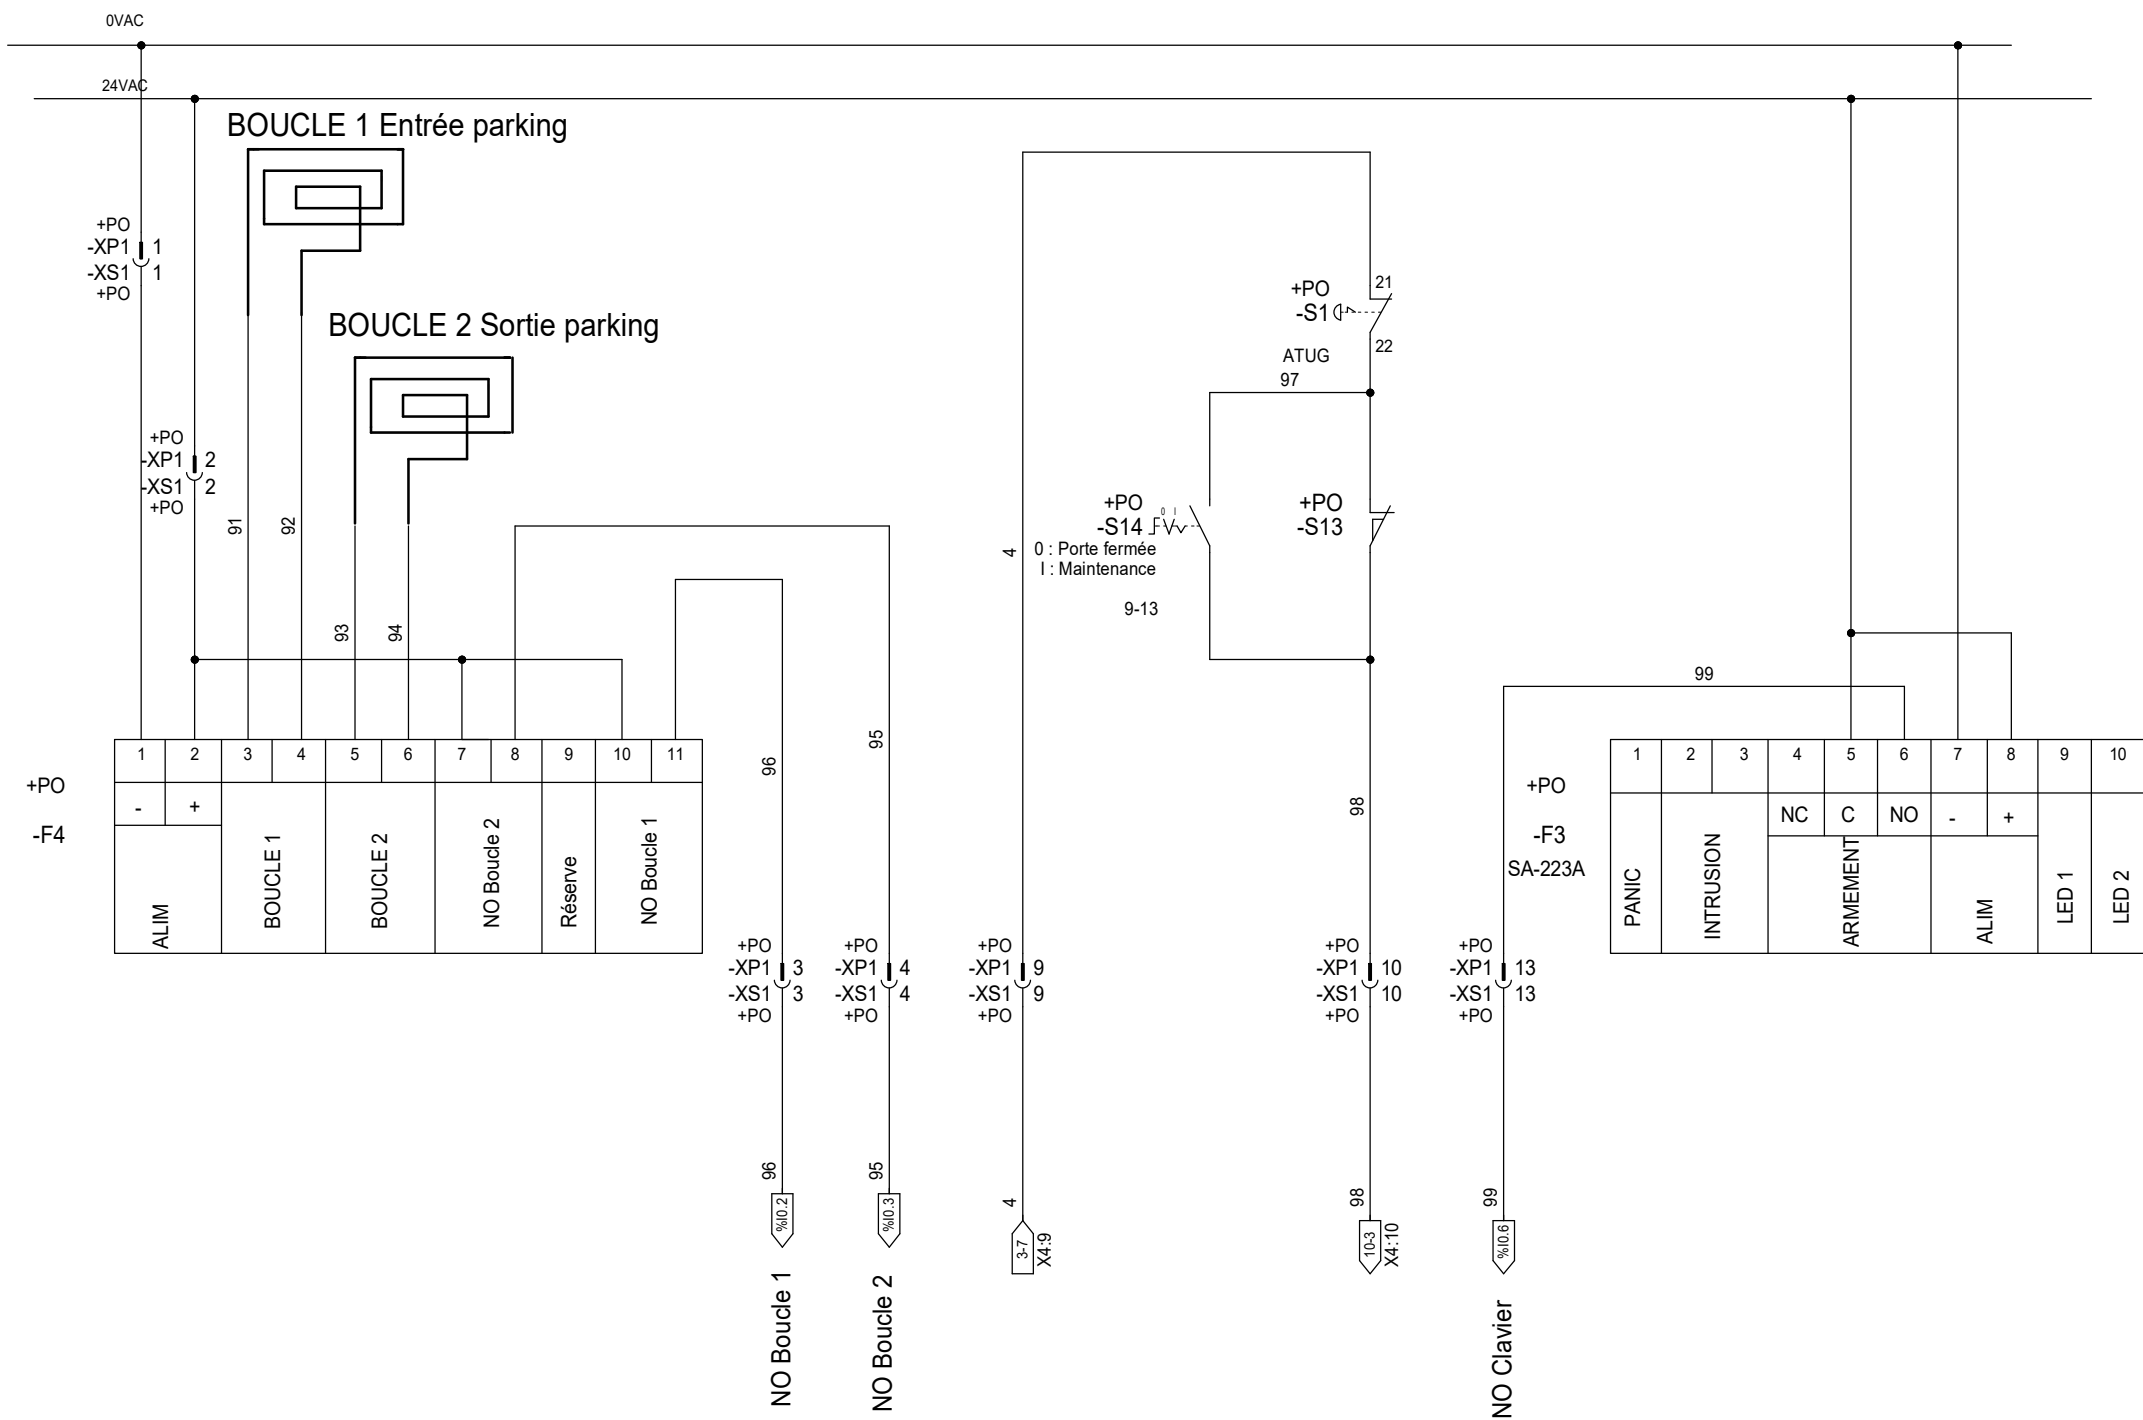 0VAC
24VAC
BOUCLE 1 Entrée parking
+PO
-XP1 1
-XS1 1
+PO
BOUCLE 2 Sortie parking
+PO
-XP1 2
-XS1 2
+PO
91
92
93
94
21
+PO
-S1
22
ATUG
97
+PO
-S14
0 I
0 : Porte fermée
I : Maintenance
9-13
+PO
-S13
4
96
95
98
99
+PO
-F4
1 2 3 4 5 6 7 8 9 10 11
- +
ALIM
BOUCLE 1
BOUCLE 2
NO Boucle 2
Réserve
NO Boucle 1
+PO
-F3
SA-223A
1 2 3 4 5 6 7 8 9 10
NC C NO - +
PANIC
INTRUSION
ARMEMENT
ALIM
LED 1
LED 2
+PO
-XP1 3
-XS1 3
+PO
+PO
-XP1 4
-XS1 4
+PO
+PO
-XP1 9
-XS1 9
+PO
+PO
-XP1 10
-XS1 10
+PO
+PO
-XP1 13
-XS1 13
+PO
96
%I0.2
NO Boucle 1
95
%I0.3
NO Boucle 2
4
3-7
X4:9
98
10-3
X4:10
99
%I0.6
NO Clavier